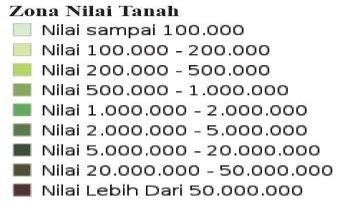 Zona Nilai Tanah
Nilai sampai 100.000
Nilai 100.000 - 200.000
Nilai 200.000 - 500.000
Nilai 500.000 - 1.000.000
Nilai 1.000.000 - 2.000.000
Nilai 2.000.000 - 5.000.000
Nilai 5.000.000 - 20.000.000
Nilai 20.000.000 - 50.000.000
Nilai Lebih Dari 50.000.000